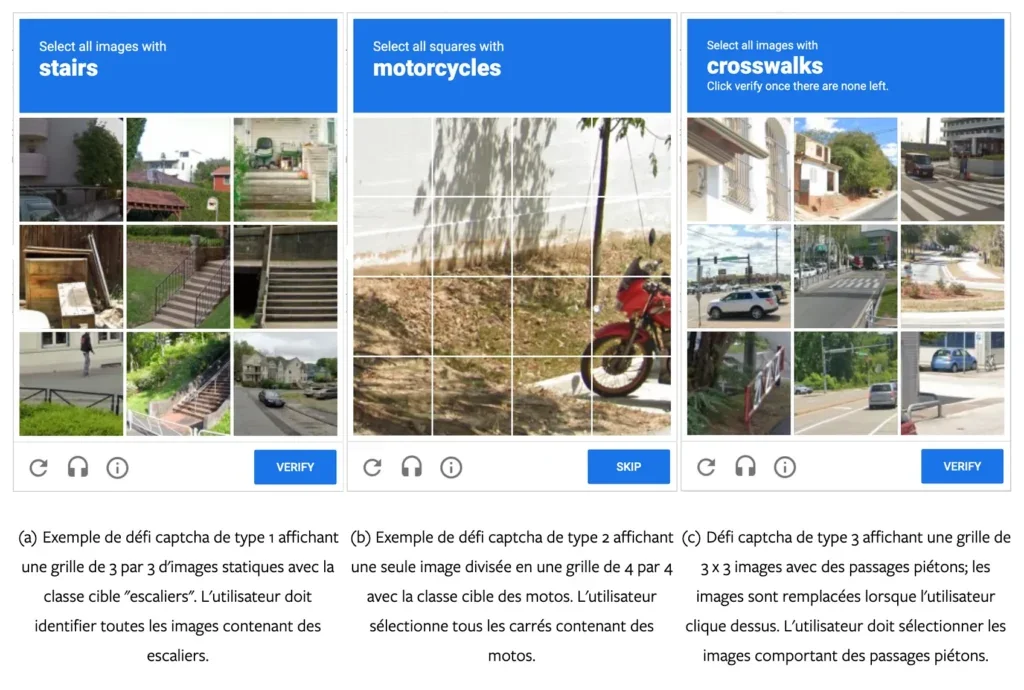 Select all images with
stairs
VERIFY
Select all squares with
motorcycles
SKIP
Select all images with
crosswalks
Click verify once there are none left.
VERIFY
(a) Exemple de défi captcha de type 1 affichant
une grille de 3 par 3 d'images statiques avec la
classe cible "escaliers". L'utilisateur doit
identifier toutes les images contenant des
escaliers.
(b) Exemple de défi captcha de type 2 affichant
une seule image divisée en une grille de 4 par 4
avec la classe cible des motos. L'utilisateur
sélectionne tous les carrés contenant des
motos.
(c) Défi captcha de type 3 affichant une grille de
3 x 3 images avec des passages piétons; les
images sont remplacées lorsque l'utilisateur
clique dessus. L'utilisateur doit sélectionner les
images comportant des passages piétons.